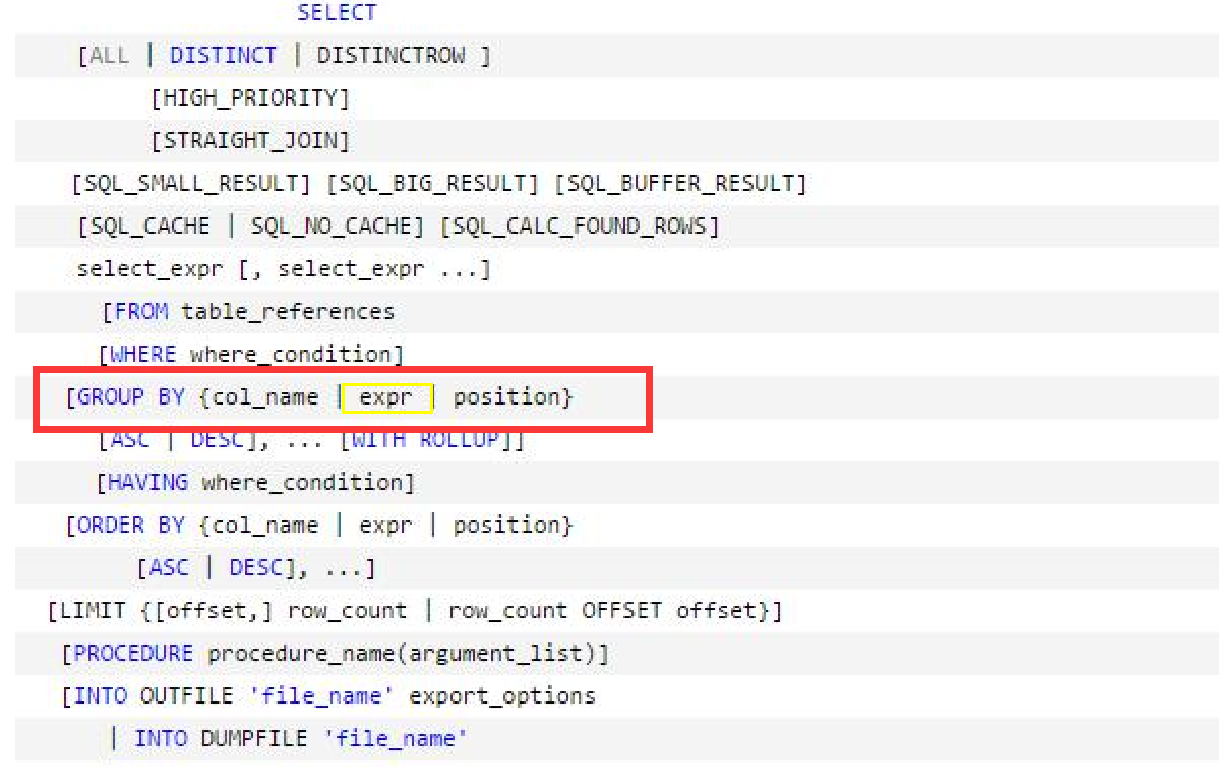 SELECT
[ALL | DISTINCT | DISTINCTROW ]
[HIGH_PRIORITY]
[STRAIGHT_JOIN]
[SQL_SMALL_RESULT] [SQL_BIG_RESULT] [SQL_BUFFER_RESULT]
[SQL_CACHE | SQL_NO_CACHE] [SQL_CALC_FOUND_ROWS]
select_expr [, select_expr ...]
[FROM table_references
[WHERE where_condition]
[GROUP BY {col_name | expr | position}
[ASC | DESC], ... [WITH ROLLUP]]
[HAVING where_condition]
[ORDER BY {col_name | expr | position}
[ASC | DESC], ...]
[LIMIT {[offset,] row_count | row_count OFFSET offset}]
[PROCEDURE procedure_name(argument_list)]
[INTO OUTFILE 'file_name' export_options
| INTO DUMPFILE 'file_name'